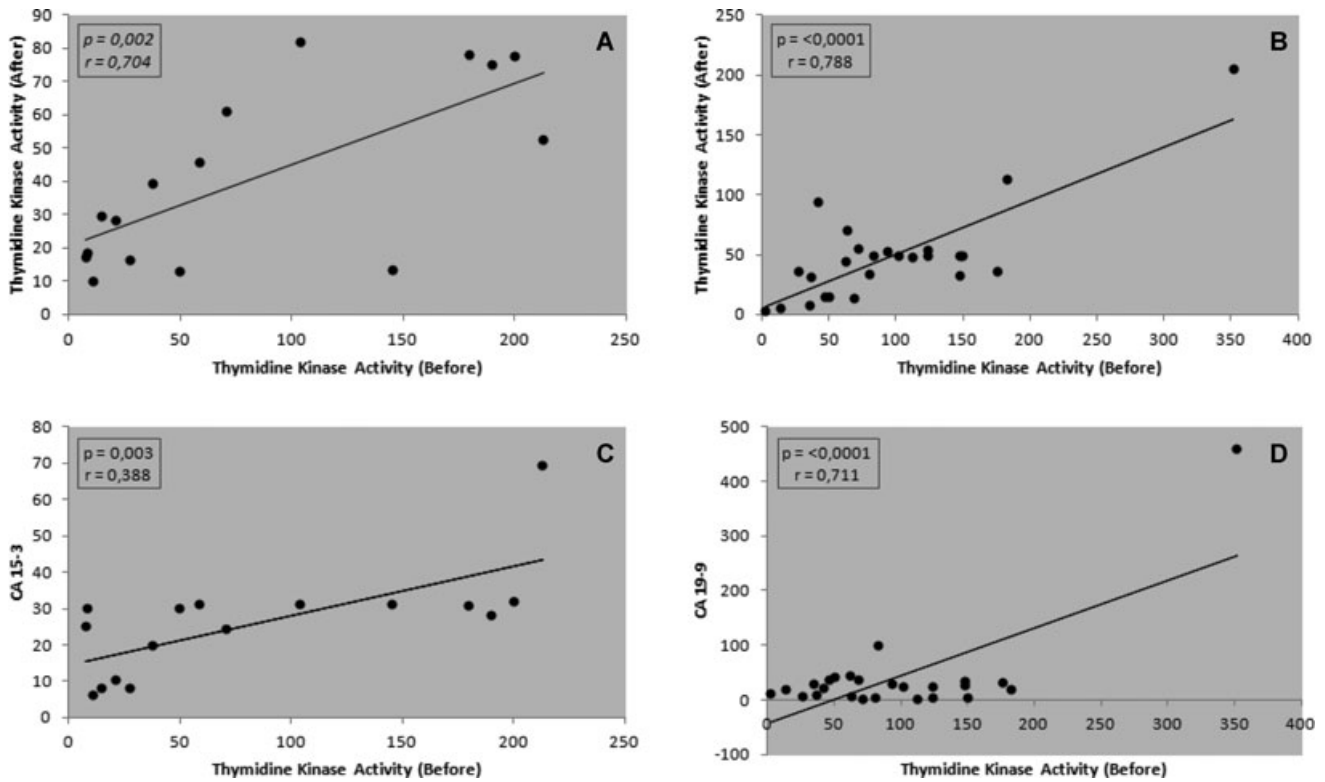 p = 0,002
r = 0,704
A
Thymidine Kinase Activity (After)
90
80
70
60
50
40
30
20
10
0
0 50 100 150 200 250
Thymidine Kinase Activity (Before)
p = <0,0001
r = 0,788
B
Thymidine Kinase Activity (After)
250
200
150
100
50
0
0 50 100 150 200 250 300 350 400
Thymidine Kinase Activity (Before)
p = 0,003
r = 0,388
C
CA 15-3
80
70
60
50
40
30
20
10
0
0 50 100 150 200 250
Thymidine Kinase Activity (Before)
p = <0,0001
r = 0,711
D
CA 19-9
500
400
300
200
100
0
-100
0 50 100 150 200 250 300 350 400
Thymidine Kinase Activity (Before)